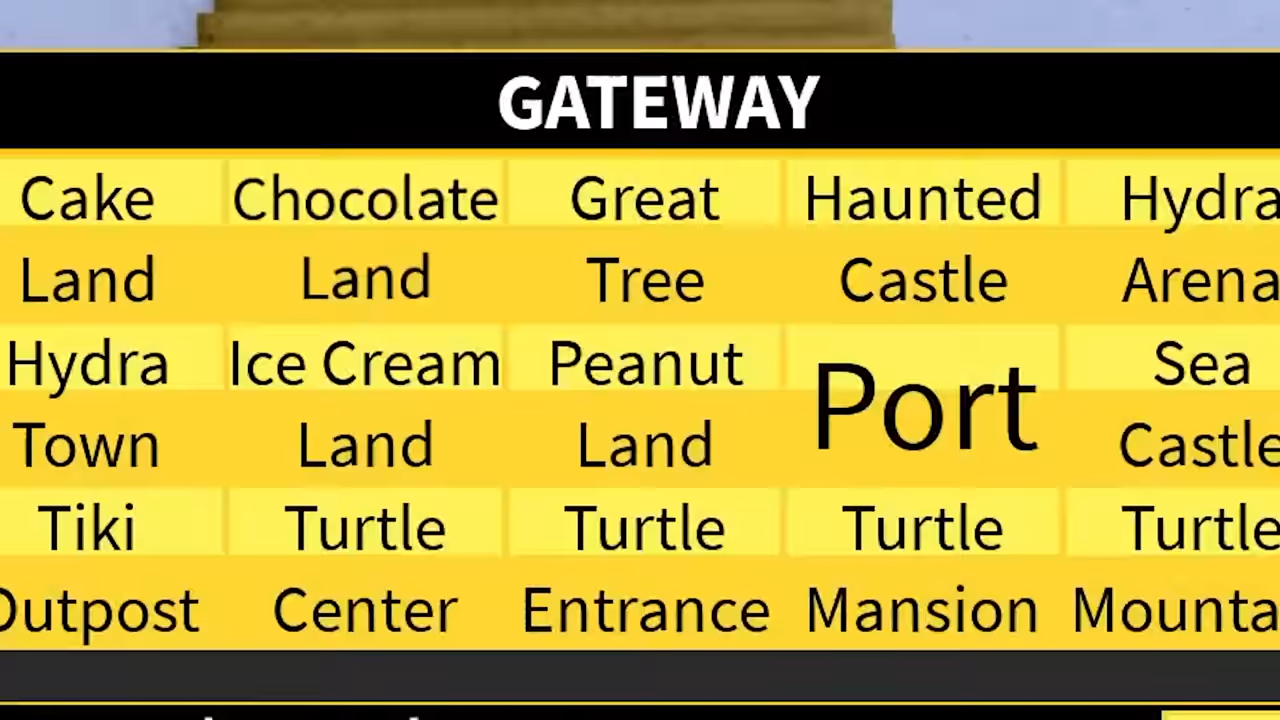 GATEWAY
Cake Chocolate Great Haunted Hydra
Land Land Tree Castle Arena
Hydra Ice Cream Peanut Port Sea
Town Land Land Castle
Tiki Turtle Turtle Turtle Turtle
Outpost Center Entrance Mansion Mounta